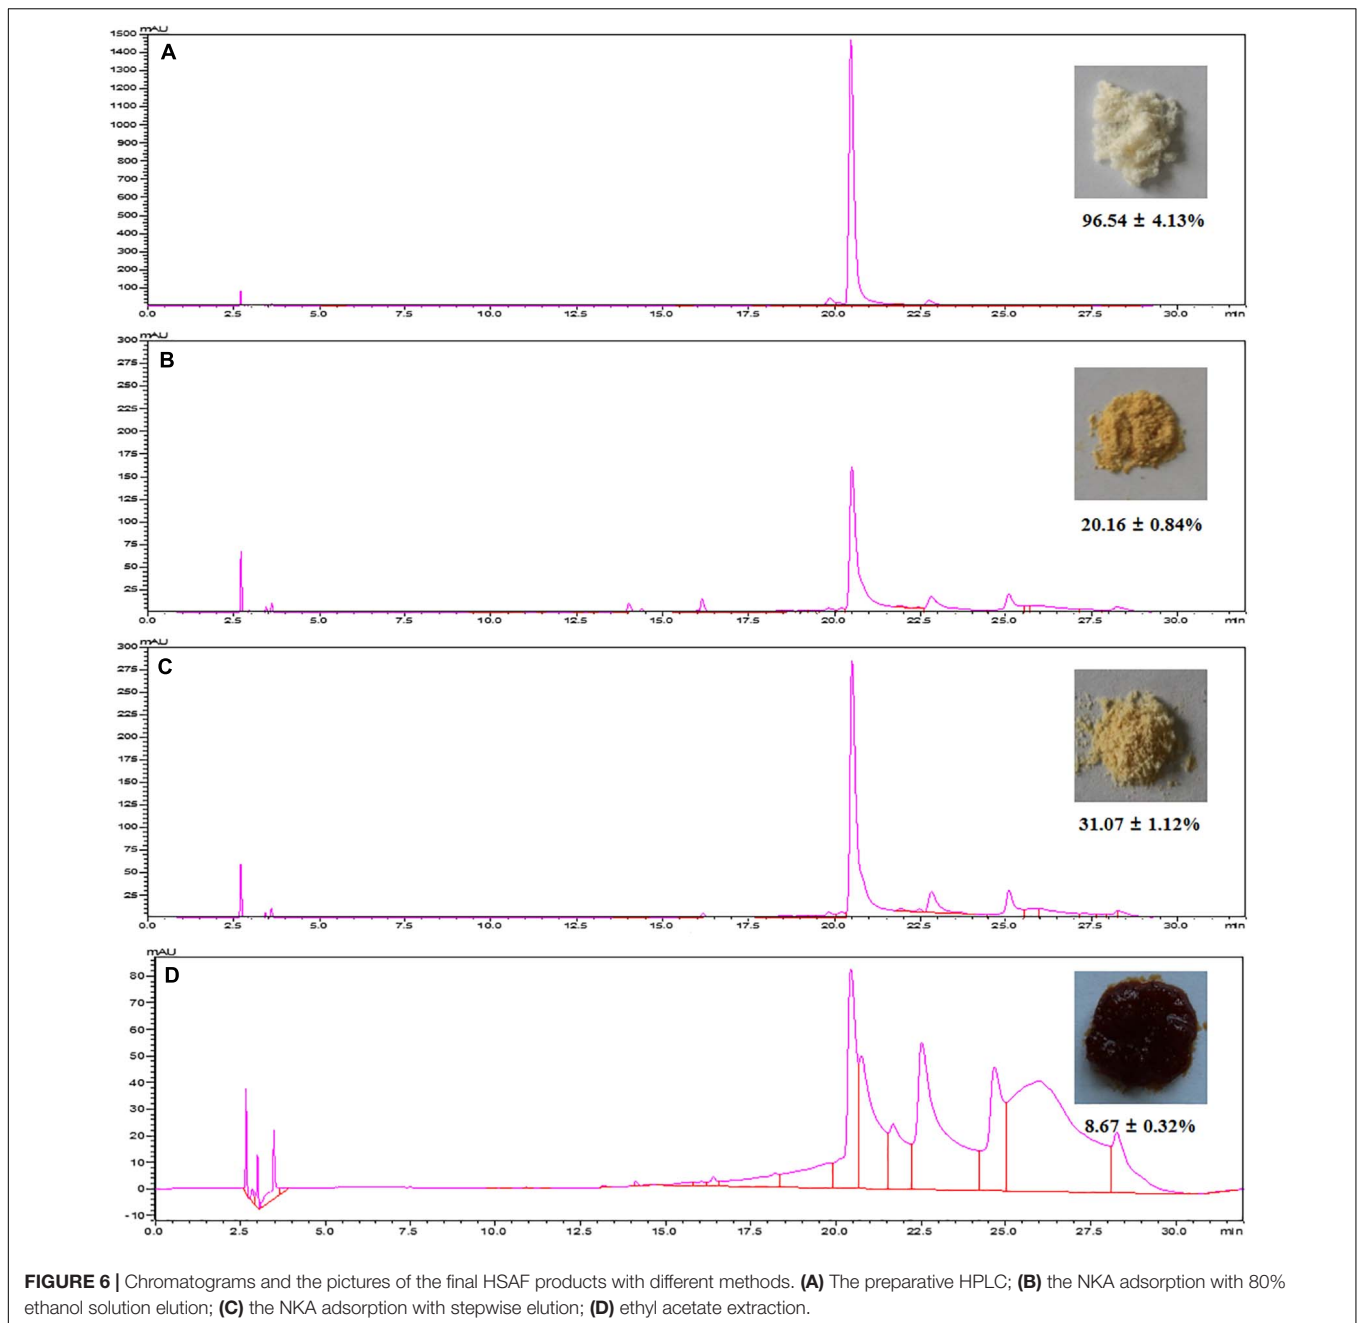 mAU
1500
A
1400
1300
1200
1100
1000
900
800
700
600
500
400
300
200
100
96.54 ± 4.13%
0.0 2.5 5.0 7.5 10.0 12.5 15.0 17.5 20.0 22.5 25.0 27.5 30.0 min
mAU
300
B
275
250
225
200
175
150
125
100
75
50
25
20.16 ± 0.84%
0.0 2.5 5.0 7.5 10.0 12.5 15.0 17.5 20.0 22.5 25.0 27.5 30.0 min
mAU
300
C
275
250
225
200
175
150
125
100
75
50
25
31.07 ± 1.12%
0.0 2.5 5.0 7.5 10.0 12.5 15.0 17.5 20.0 22.5 25.0 27.5 30.0 min
mAU
D
80
70
60
50
40
30
20
10
0
-10
8.67 ± 0.32%
0.0 2.5 5.0 7.5 10.0 12.5 15.0 17.5 20.0 22.5 25.0 27.5 30.0 min
FIGURE 6 | Chromatograms and the pictures of the final HSAF products with different methods. (A) The preparative HPLC; (B) the NKA adsorption with 80%
ethanol solution elution; (C) the NKA adsorption with stepwise elution; (D) ethyl acetate extraction.